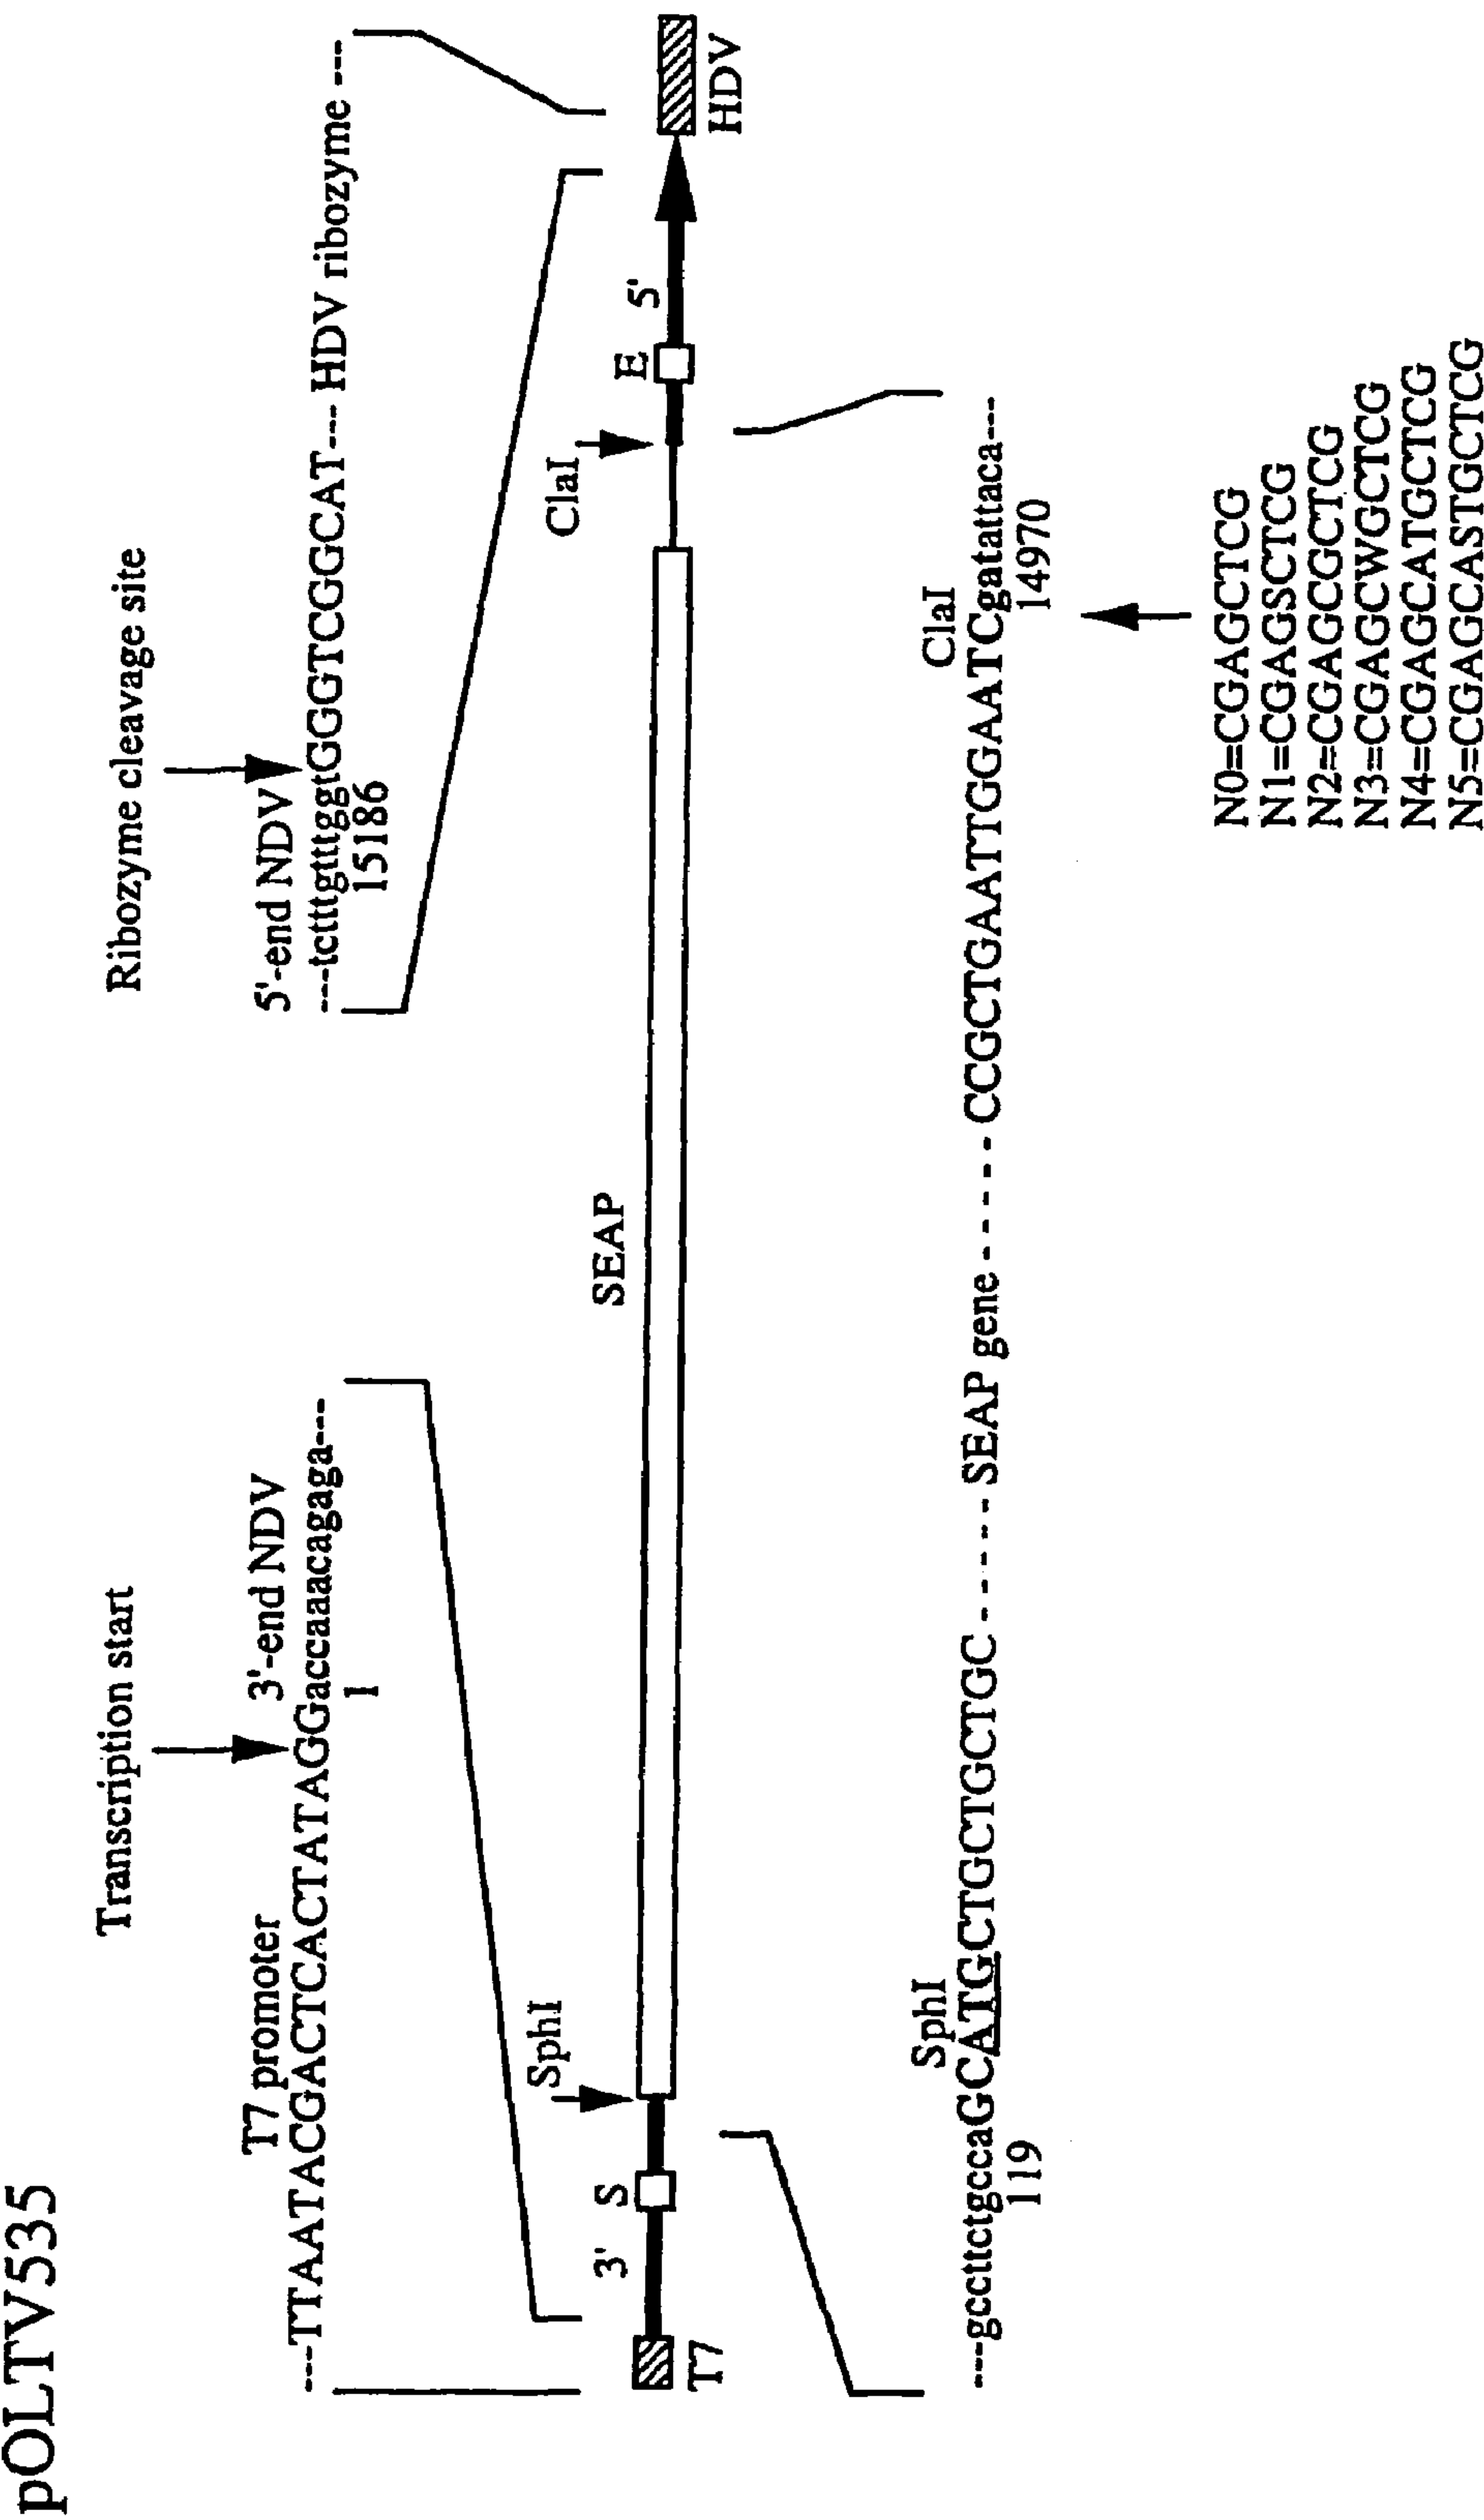 pOLTV535
Transcription start
Ribozyme cleavage site
T7 promoter
3'-end NDV
5'-end NDV
---TTAATACGACTCACTATAGGaccaaacagaga---
---tctttgtttggtGGGTCGGCAT--- HDV ribozyme ---
1
15186
SphI
ClaI
3'
S
SEAP
E
5'
T7
HDV
SphI
ClaI
---gccttctgccaGCATGCTGCTGCTGCTGC ----- SEAP gene ----- CCGCTGAAATTGGAATCgatattaca---
119
14970
N0=CGAGCTCG
N1=CGAGSCTCG
N2=CGAGCGCTCG
N3=CGAGCWGCTCG
N4=CGAGCATGCTCG
N5=CGAGCASTGCTCG